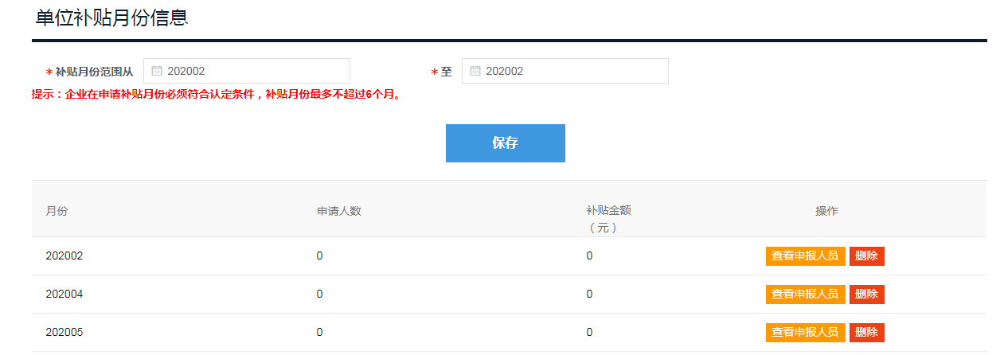 单位补贴月份信息
*补贴月份范围从 202002 *至 202002
提示：企业在申请补贴月份必须符合认定条件，补贴月份最多不超过6个月。
保存
月份 申请人数 补贴金额（元） 操作
202002 0 0 查看申报人员 删除
202004 0 0 查看申报人员 删除
202005 0 0 查看申报人员 删除